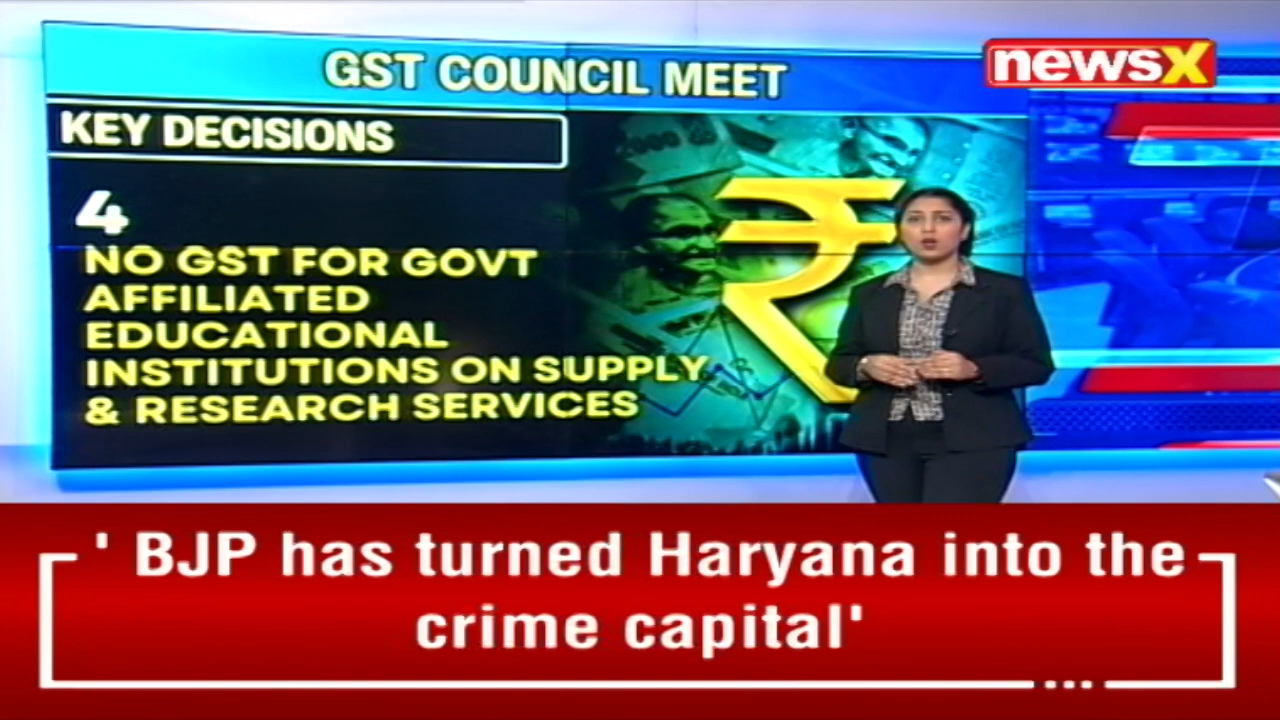 GST COUNCIL MEET
newsX
KEY DECISIONS
4
NO GST FOR GOVT
AFFILIATED
EDUCATIONAL
INSTITUTIONS ON SUPPLY
& RESEARCH SERVICES
' BJP has turned Haryana into the
crime capital'